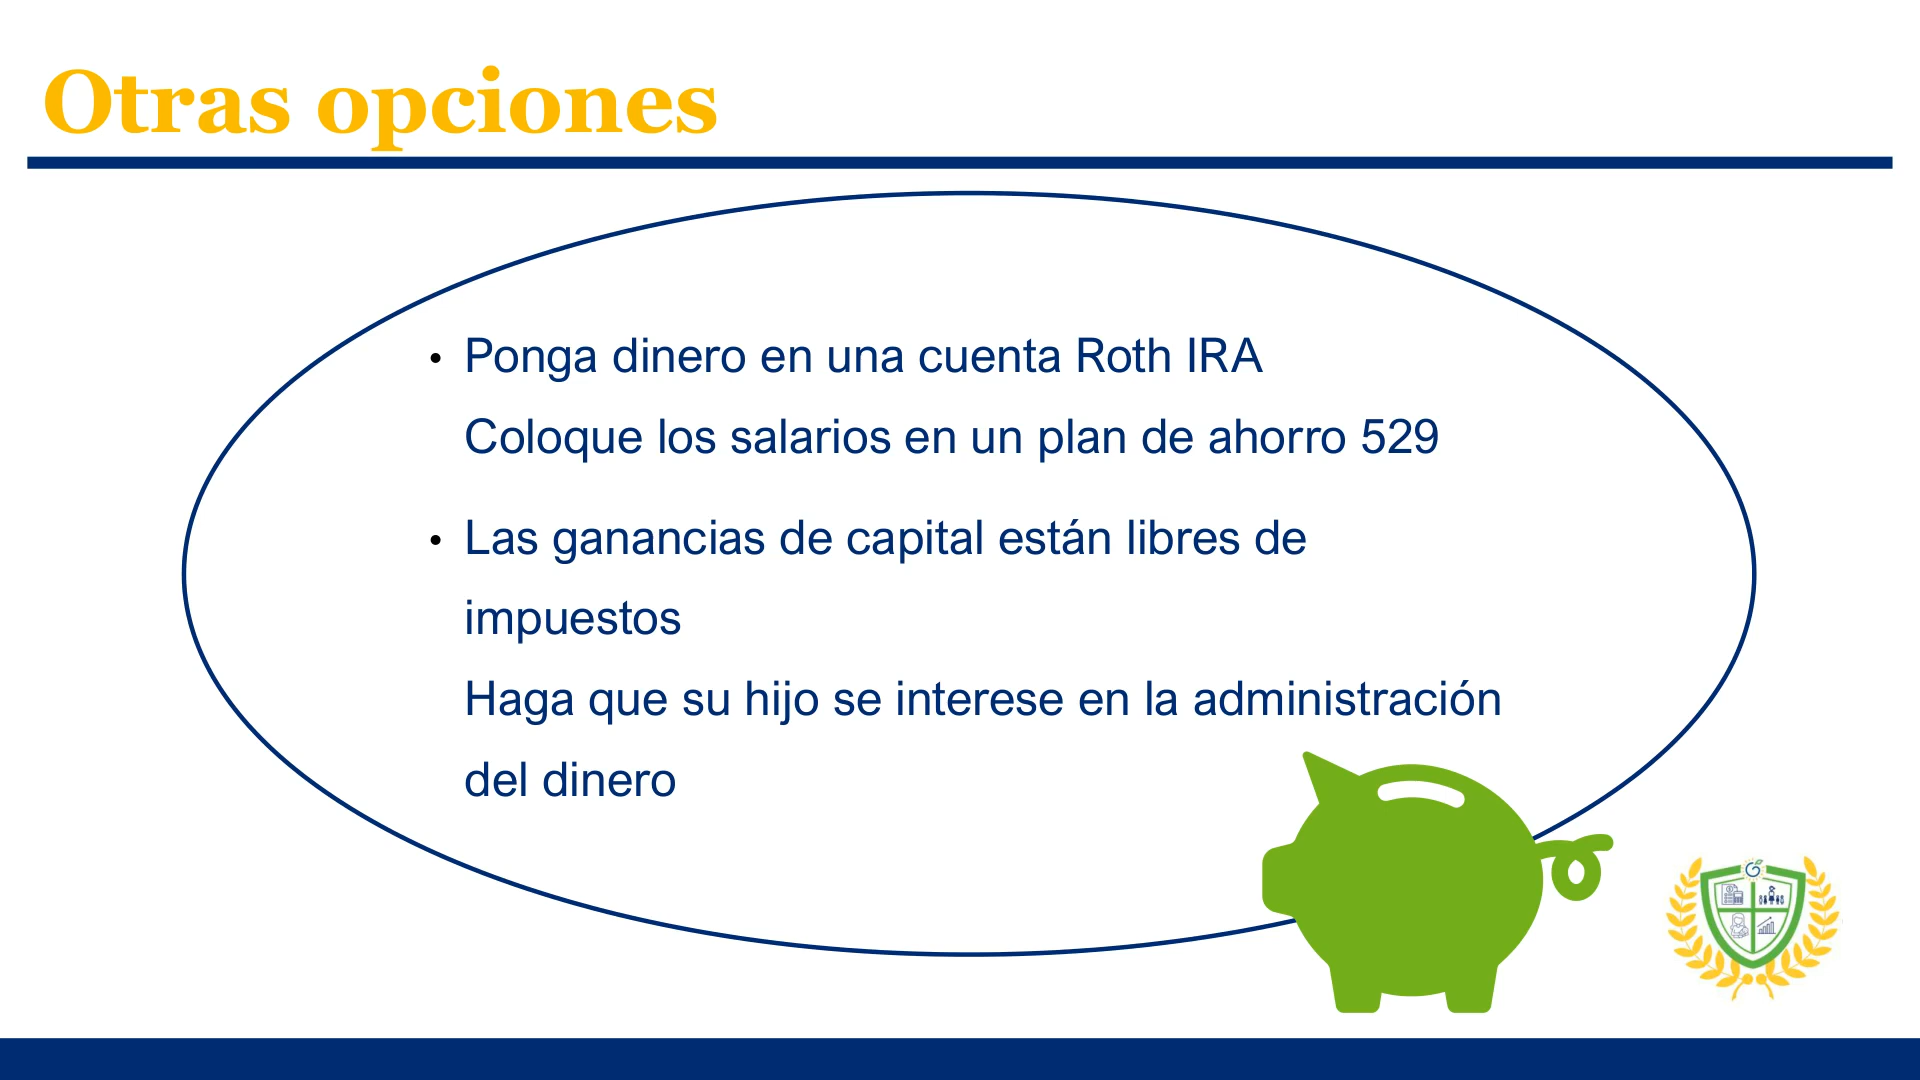 Otras opciones
• Ponga dinero en una cuenta Roth IRA
Coloque los salarios en un plan de ahorro 529
• Las ganancias de capital están libres de
impuestos
Haga que su hijo se interese en la administración
del dinero